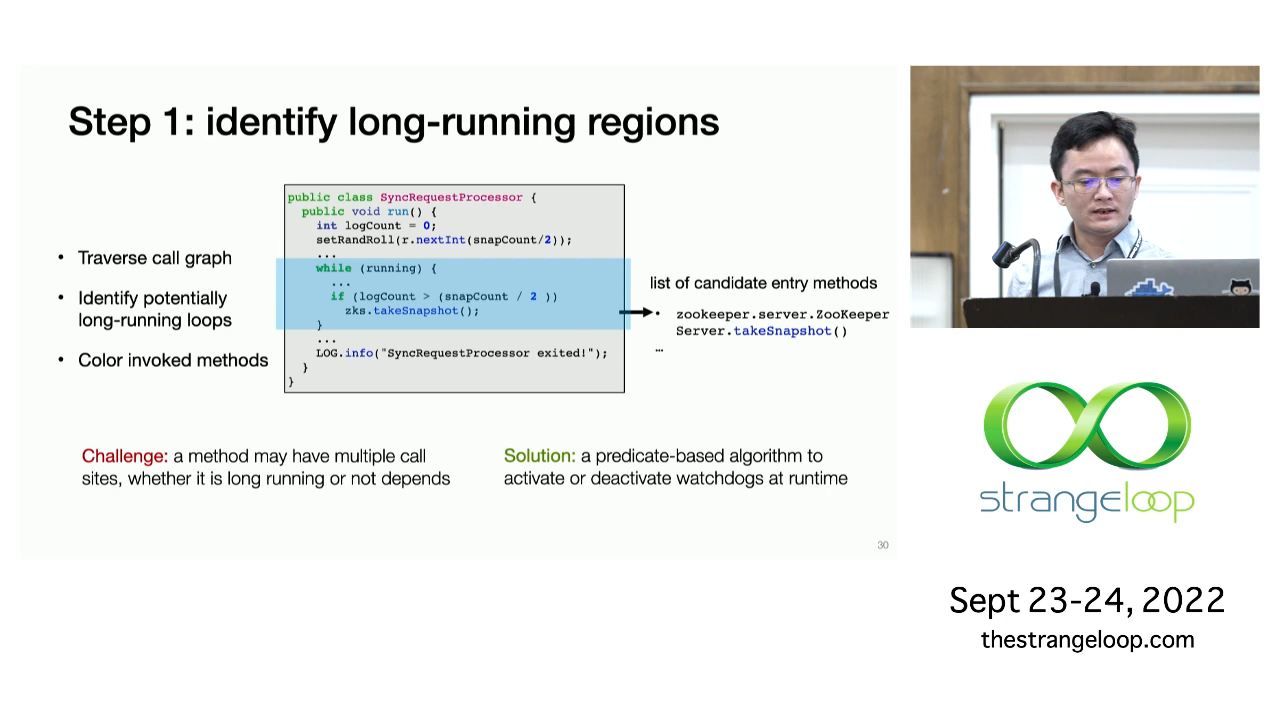 Step 1: identify long-running regions
• Traverse call graph
• Identify potentially
long-running loops
• Color invoked methods
public class SyncRequestProcessor {
public void run() {
int logCount = 0;
setRandRoll(r.nextInt(snapCount/2));
...
while (running) {
...
if (logCount > (snapCount / 2 ))
zks.takeSnapshot();
}
...
LOG.info("SyncRequestProcessor exited!");
}
}
list of candidate entry methods
• zookeeper.server.ZooKeeper
Server.takeSnapshot()
…
Challenge: a method may have multiple call
sites, whether it is long running or not depends
Solution: a predicate-based algorithm to
activate or deactivate watchdogs at runtime
30
strangeloop
Sept 23-24, 2022
thestrangeloop.com